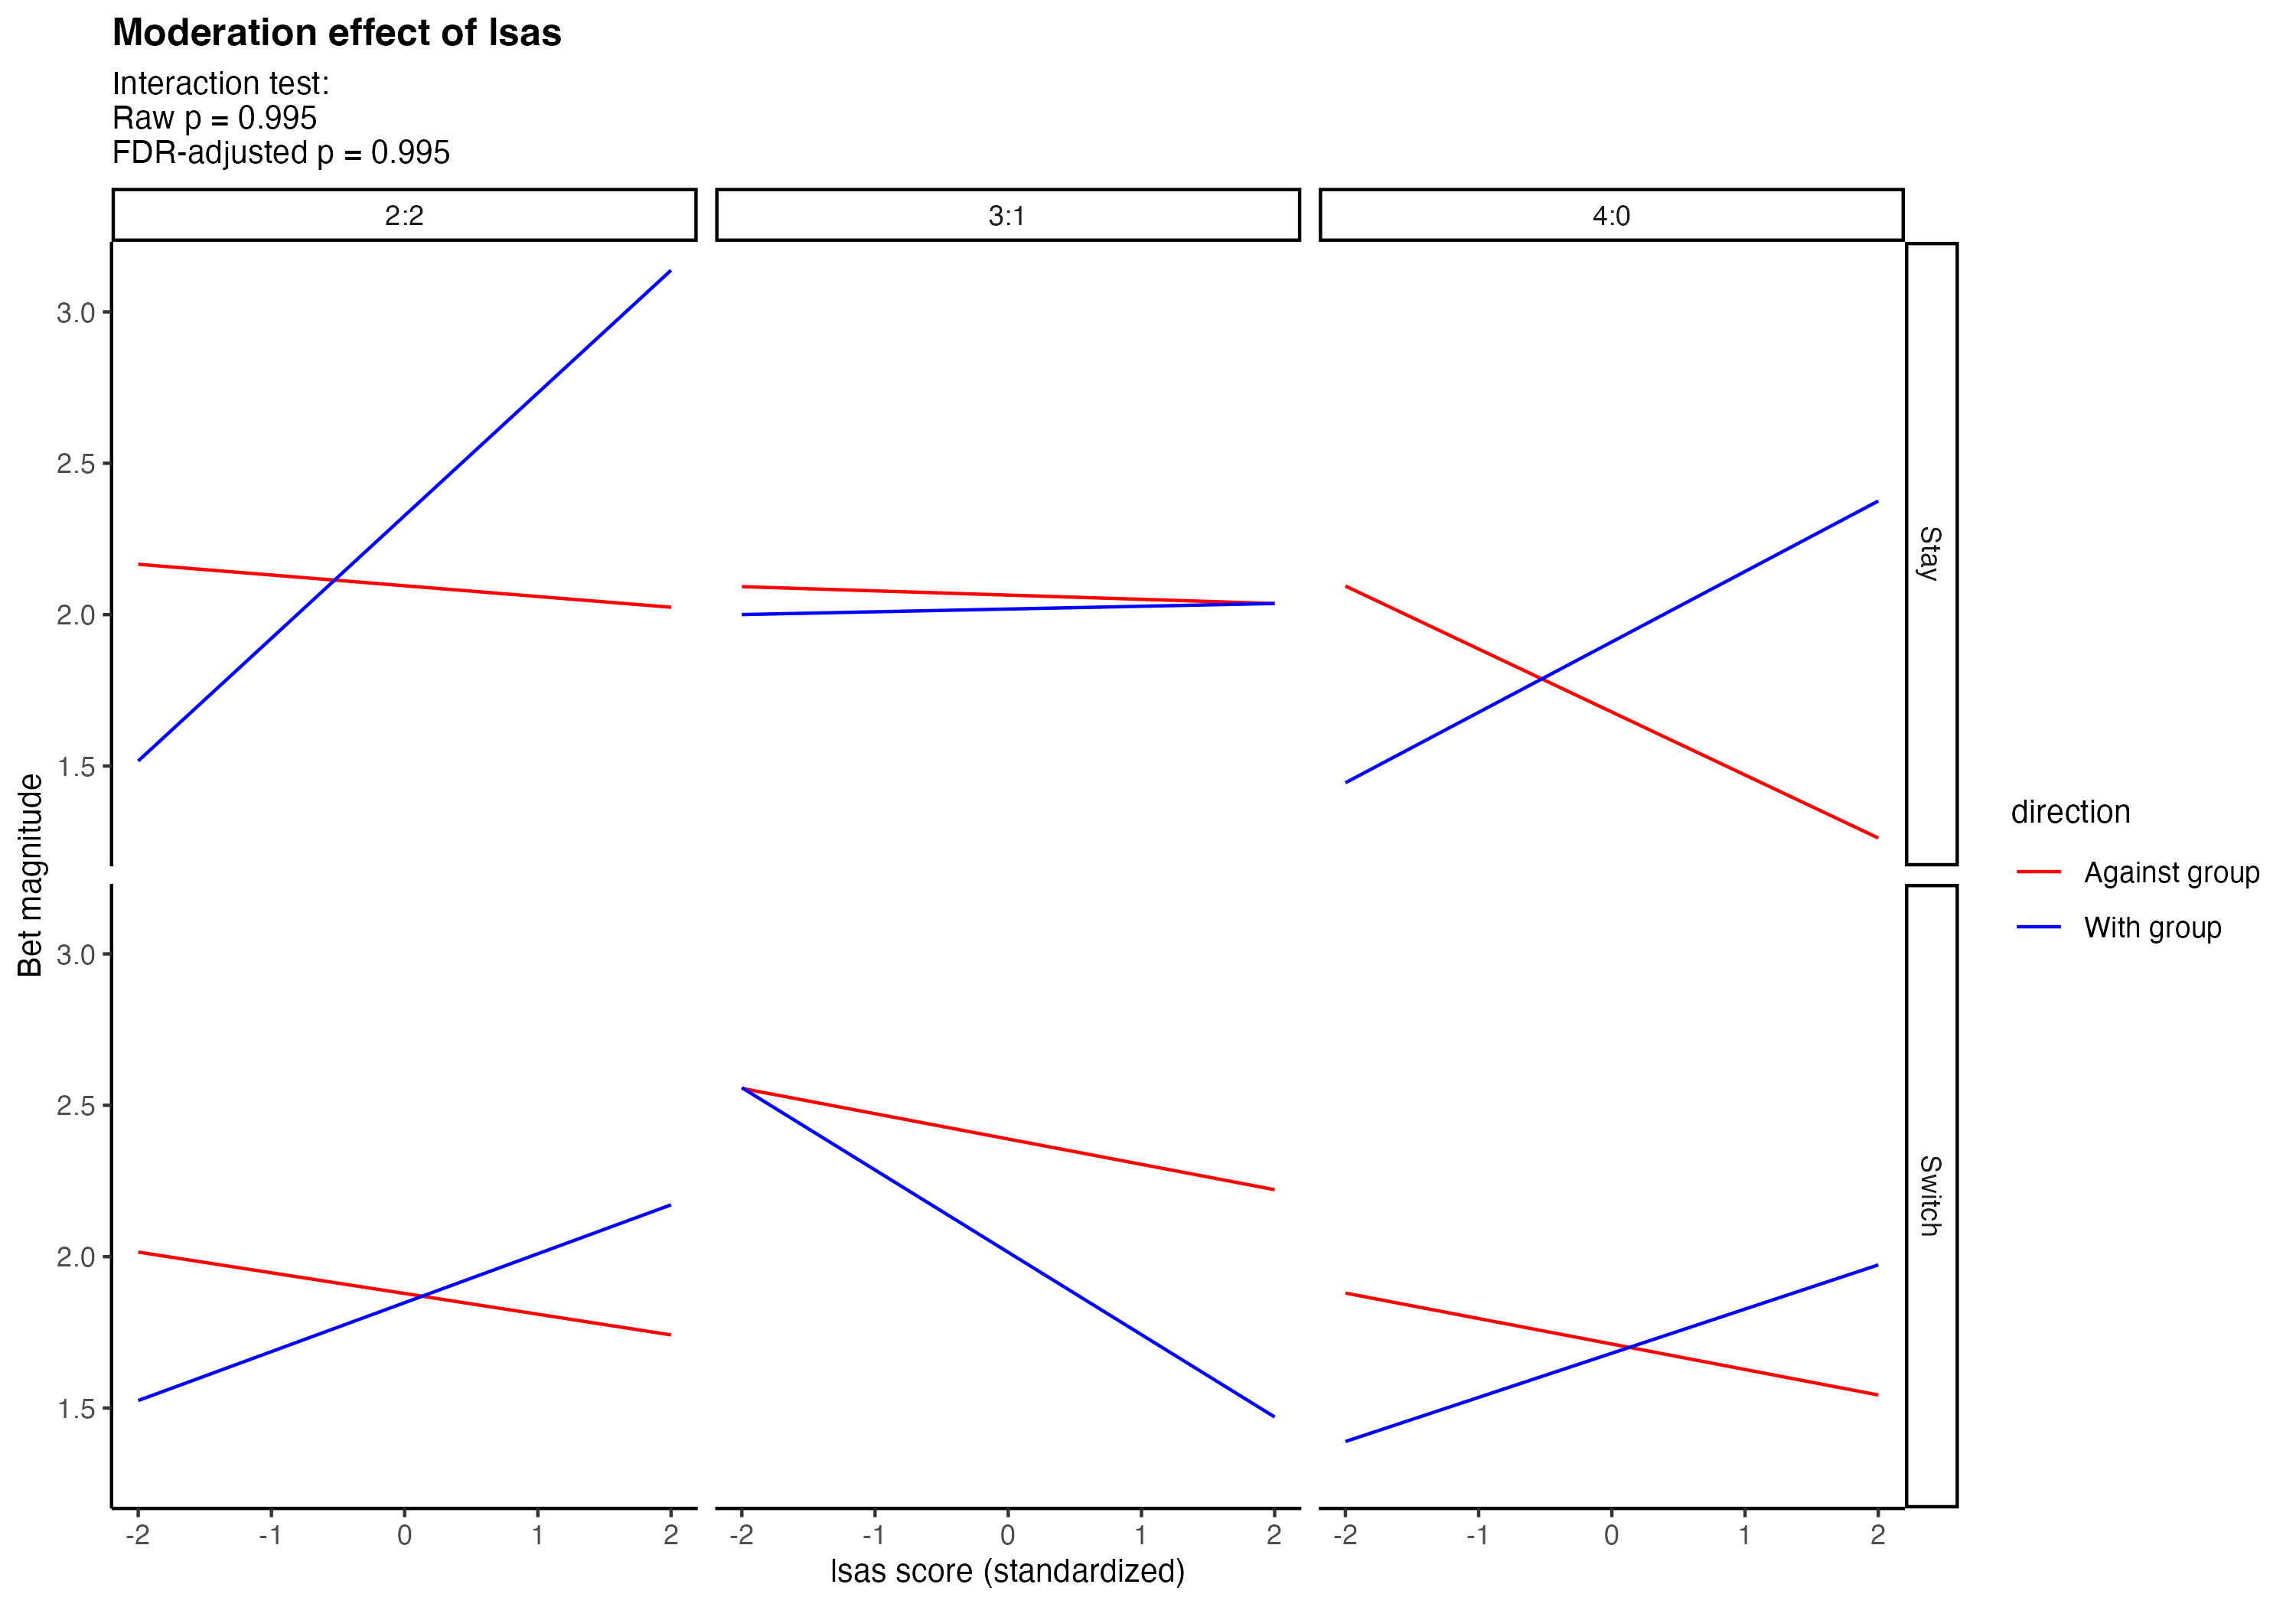 Moderation effect of lsas
Interaction test:
Raw p = 0.995
FDR-adjusted p = 0.995
2:2
3:1
4:0
3.0
2.5
2.0
1.5
Stay
3.0
2.5
2.0
1.5
Switch
Bet magnitude
-2 -1 0 1 2
-2 -1 0 1 2
-2 -1 0 1 2
lsas score (standardized)
direction
Against group
With group